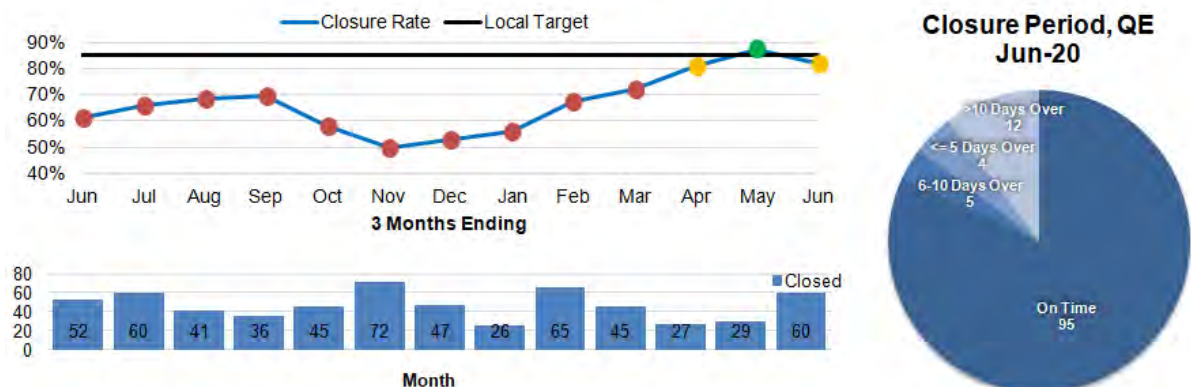 Closure Rate Local Target
90%
80%
70%
60%
50%
40%
Jun Jul Aug Sep Oct Nov Dec Jan Feb Mar Apr May Jun
3 Months Ending
80
60
40
20
0
Closed
52 60 41 36 45 72 47 26 65 45 27 29 60
Month
Closure Period, QE
Jun-20
>10 Days Over
12
<= 5 Days Over
4
6-10 Days Over
5
On Time
95